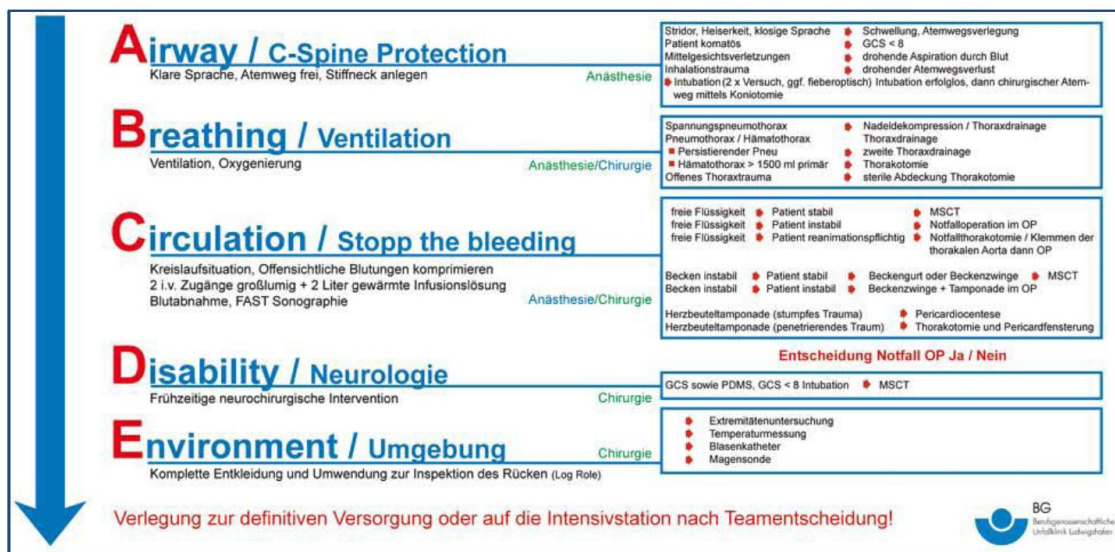 Airway / C-Spine Protection
Klare Sprache, Atemweg frei, Stiffneck anlegen
Anästhesie
Stridor, Heiserkeit, klosige Sprache Schwellung, Atemwegsverlegung
Patient komatös GCS < 8
Mittelgesichtsverletzungen drohende Aspiration durch Blut
Inhalationstrauma drohender Atemwegsverlust
Intubation (2 x Versuch, ggf. fieberoptisch) Intubation erfolglos, dann chirurgischer Atem-
weg mittels Koniotomie
Breathing / Ventilation
Ventilation, Oxygenierung
Anästhesie/Chirurgie
Spannungspneumothorax Nadeldekompression / Thoraxdrainage
Pneumothorax / Hämatothorax Thoraxdrainage
Persistierender Pneu zweite Thoraxdrainage
Hämatothorax > 1500 ml primär Thorakotomie
Offenes Thoraxtrauma sterile Abdeckung Thorakotomie
Circulation / Stopp the bleeding
Kreislaufsituation, Offensichtliche Blutungen komprimieren
2 i.v. Zugänge großlumig + 2 Liter gewärmte Infusionslösung
Blutabnahme, FAST Sonographie
Anästhesie/Chirurgie
freie Flüssigkeit Patient stabil MSCT
freie Flüssigkeit Patient instabil Notfalloperation im OP
freie Flüssigkeit Patient reanimationspflichtig Notfallthorakotomie / Klemmen der
thorakalen Aorta dann OP
Becken instabil Patient stabil Beckengurt oder Beckenzwinge MSCT
Becken instabil Patient instabil Beckenzwinge + Tamponade im OP
Herzbeuteltamponade (stumpfes Trauma) Pericardiocentese
Herzbeuteltamponade (penetrierendes Traum) Thorakotomie und Pericardfensterung
Entscheidung Notfall OP Ja / Nein
Disability / Neurologie
Frühzeitige neurochirurgische Intervention
Chirurgie
GCS sowie PDMS, GCS < 8 Intubation MSCT
Environment / Umgebung
Chirurgie
Komplette Entkleidung und Umwendung zur Inspektion des Rücken (Log Role)
Extremitätenuntersuchung
Temperaturmessung
Blasenkatheter
Magensonde
Verlegung zur definitiven Versorgung oder auf die Intensivstation nach Teamentscheidung!
BG
Berufsgenossenschaftliche
Unfallklinik Ludwigshafen